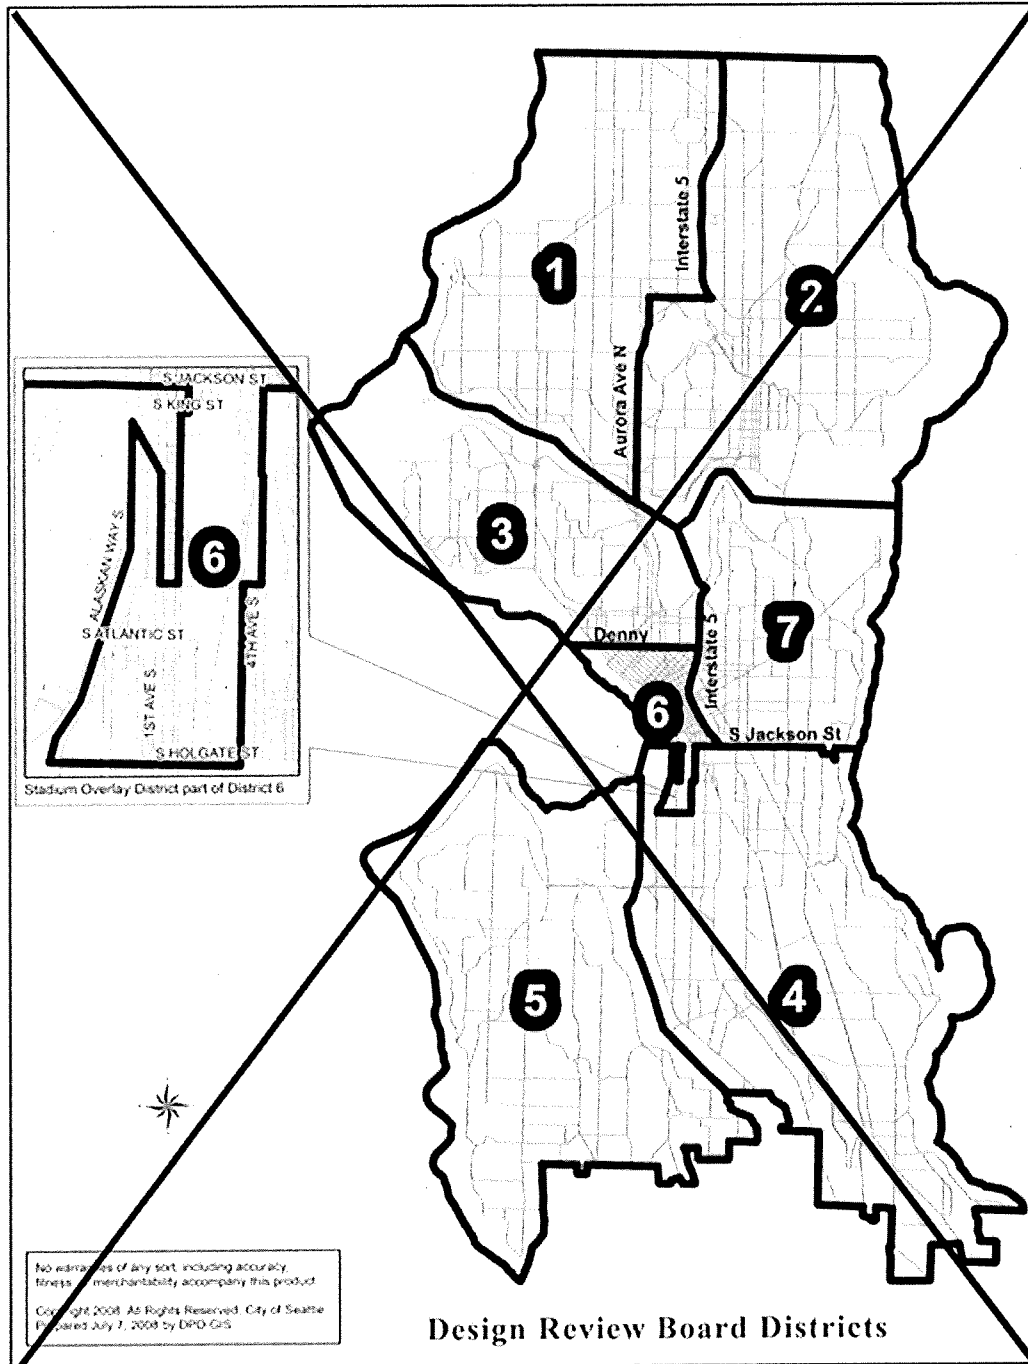 1
Interstate 5
2
Aurora Ave N
S JACKSON ST
S KING ST
ALASKAN WAY S
6
S ATLANTIC ST
4TH AVE S
1ST AVE S
S HOLGATE ST
Stadium Overlay District part of District 6
3
Denny
Interstate 5
7
6
S Jackson St
5
4
No warranties of any sort, including accuracy,
fitness merchantability accompany this product
Copyright 2008 All Rights Reserved, City of Seattle
Prepared July 7, 2008 by DPD GIS
Design Review Board Districts